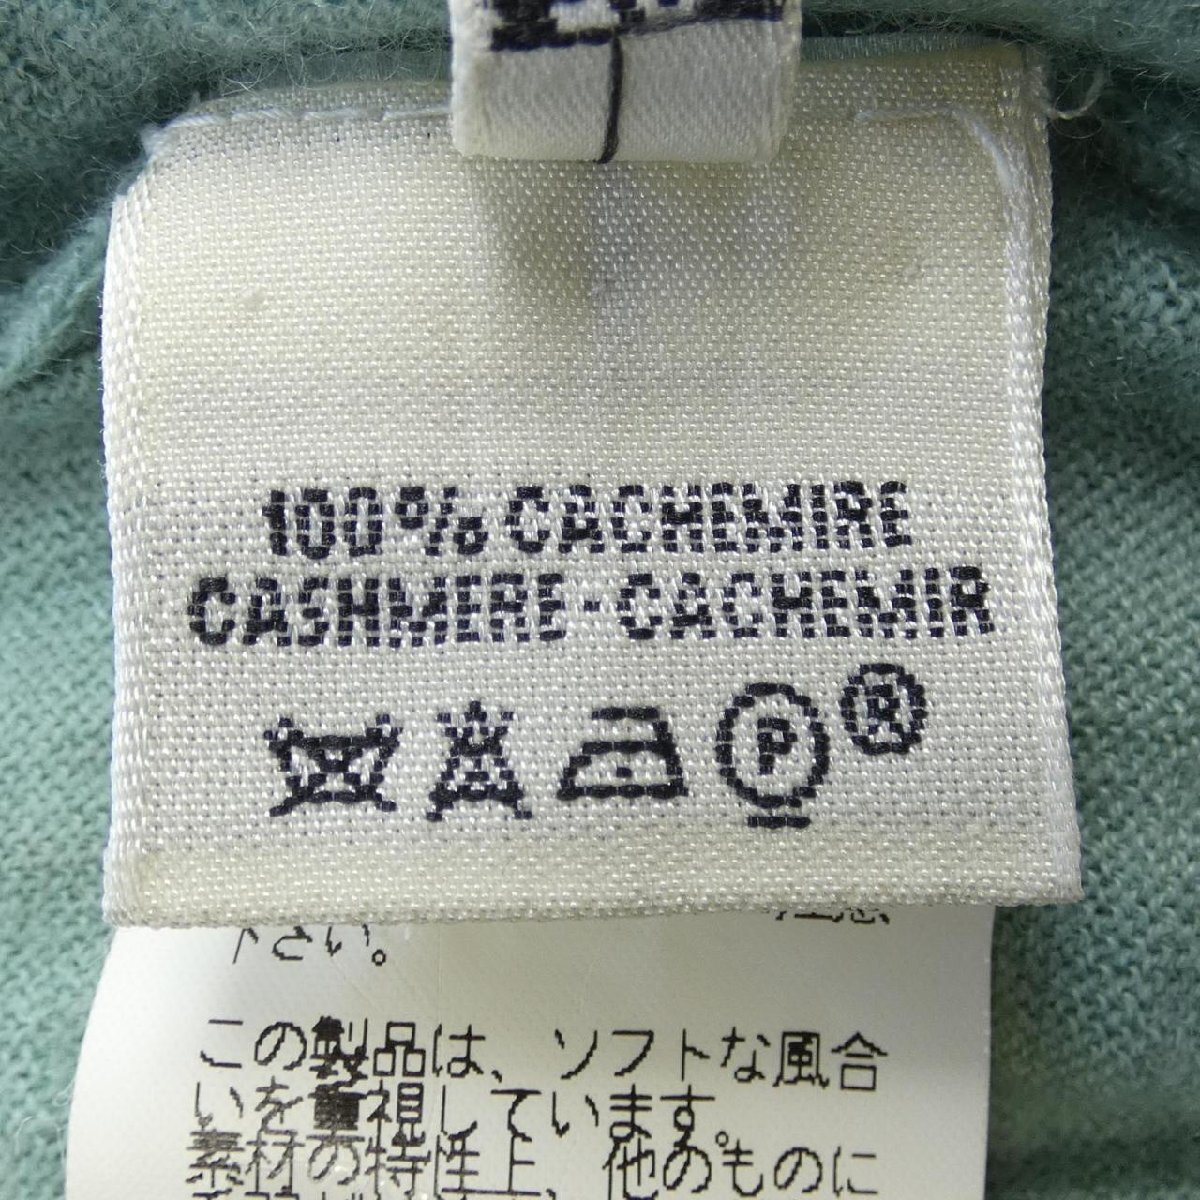 100% CACHEMIRE
CASHMERE-CACHEMIR
P ®
下さい。
この製品は、ソフトな風合
いを重視しています。
素材の特性上、他のものに